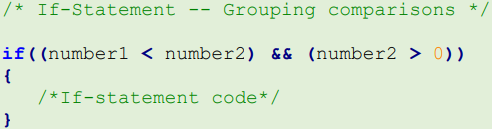 /* If-Statement -- Grouping comparisons */
if((number1 < number2) && (number2 > 0))
{
/*If-statement code*/
}